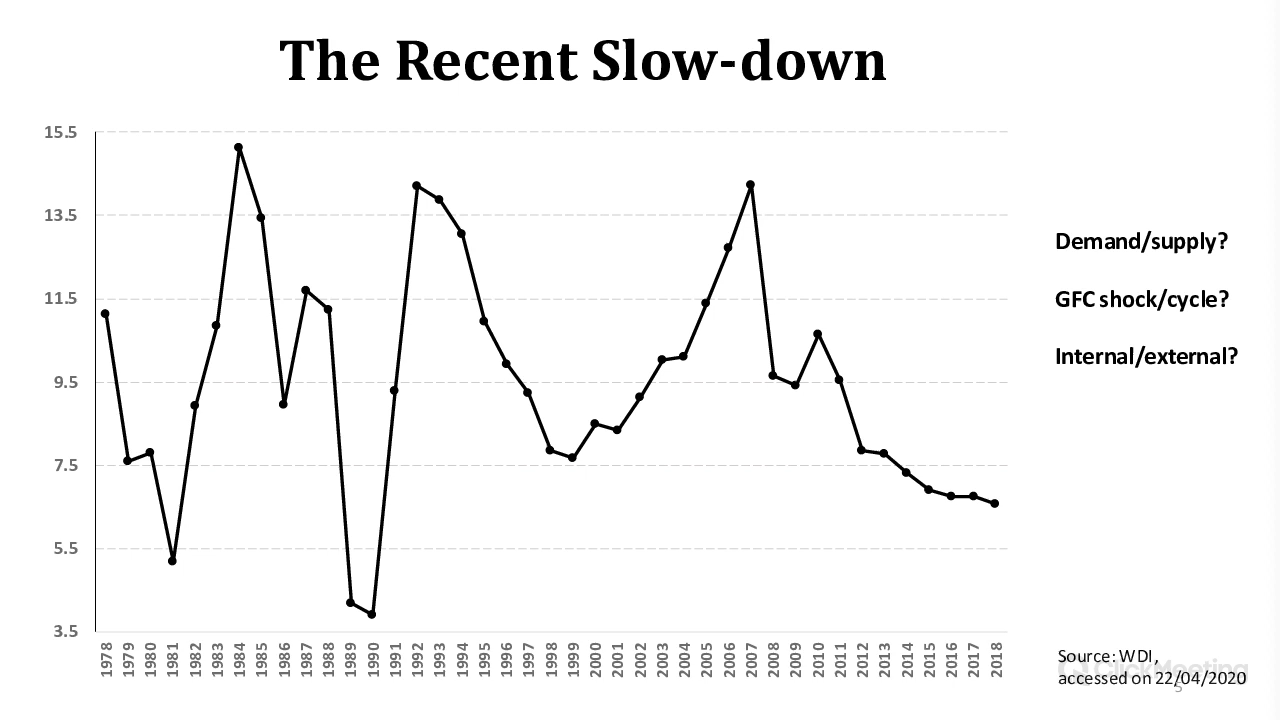 The Recent Slow-down
15.5
13.5
11.5
9.5
7.5
5.5
3.5
1978 1979 1980 1981 1982 1983 1984 1985 1986 1987 1988 1989 1990 1991 1992 1993 1994 1995 1996 1997 1998 1999 2000 2001 2002 2003 2004 2005 2006 2007 2008 2009 2010 2011 2012 2013 2014 2015 2016 2017 2018
Demand/supply?
GFC shock/cycle?
Internal/external?
Source: WDI,
ClickMeeting
accessed on 22/04/2020
5